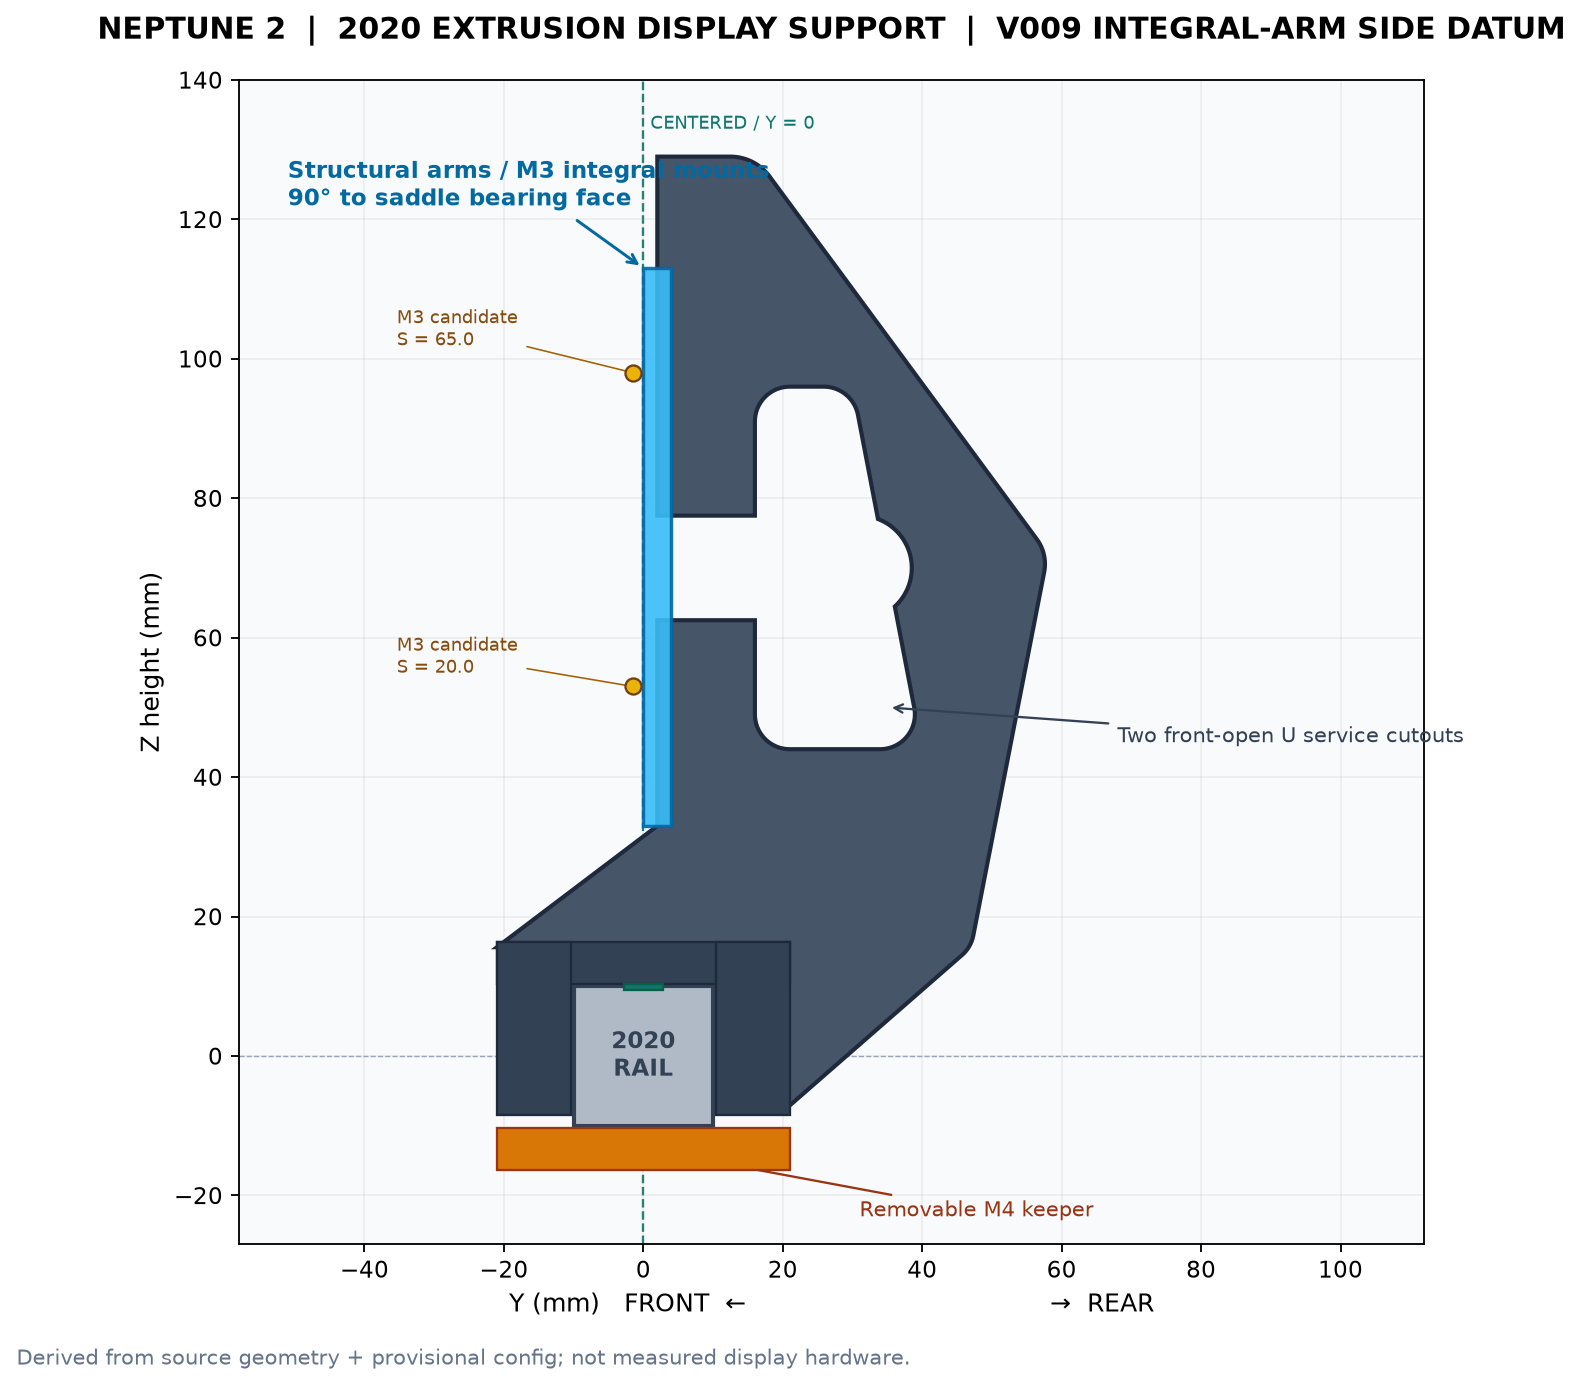 NEPTUNE 2 | 2020 EXTRUSION DISPLAY SUPPORT | V009 INTEGRAL-ARM SIDE DATUM
140
CENTERED / Y = 0
Structural arms / M3 integral mounts
90° to saddle bearing face
120
M3 candidate
S = 65.0
100
80
Z height (mm)
60
M3 candidate
S = 20.0
Two front-open U service cutouts
40
20
2020
RAIL
0
−20
Removable M4 keeper
−40 −20 0 20 40 60 80 100
Y (mm) FRONT ← → REAR
Derived from source geometry + provisional config; not measured display hardware.